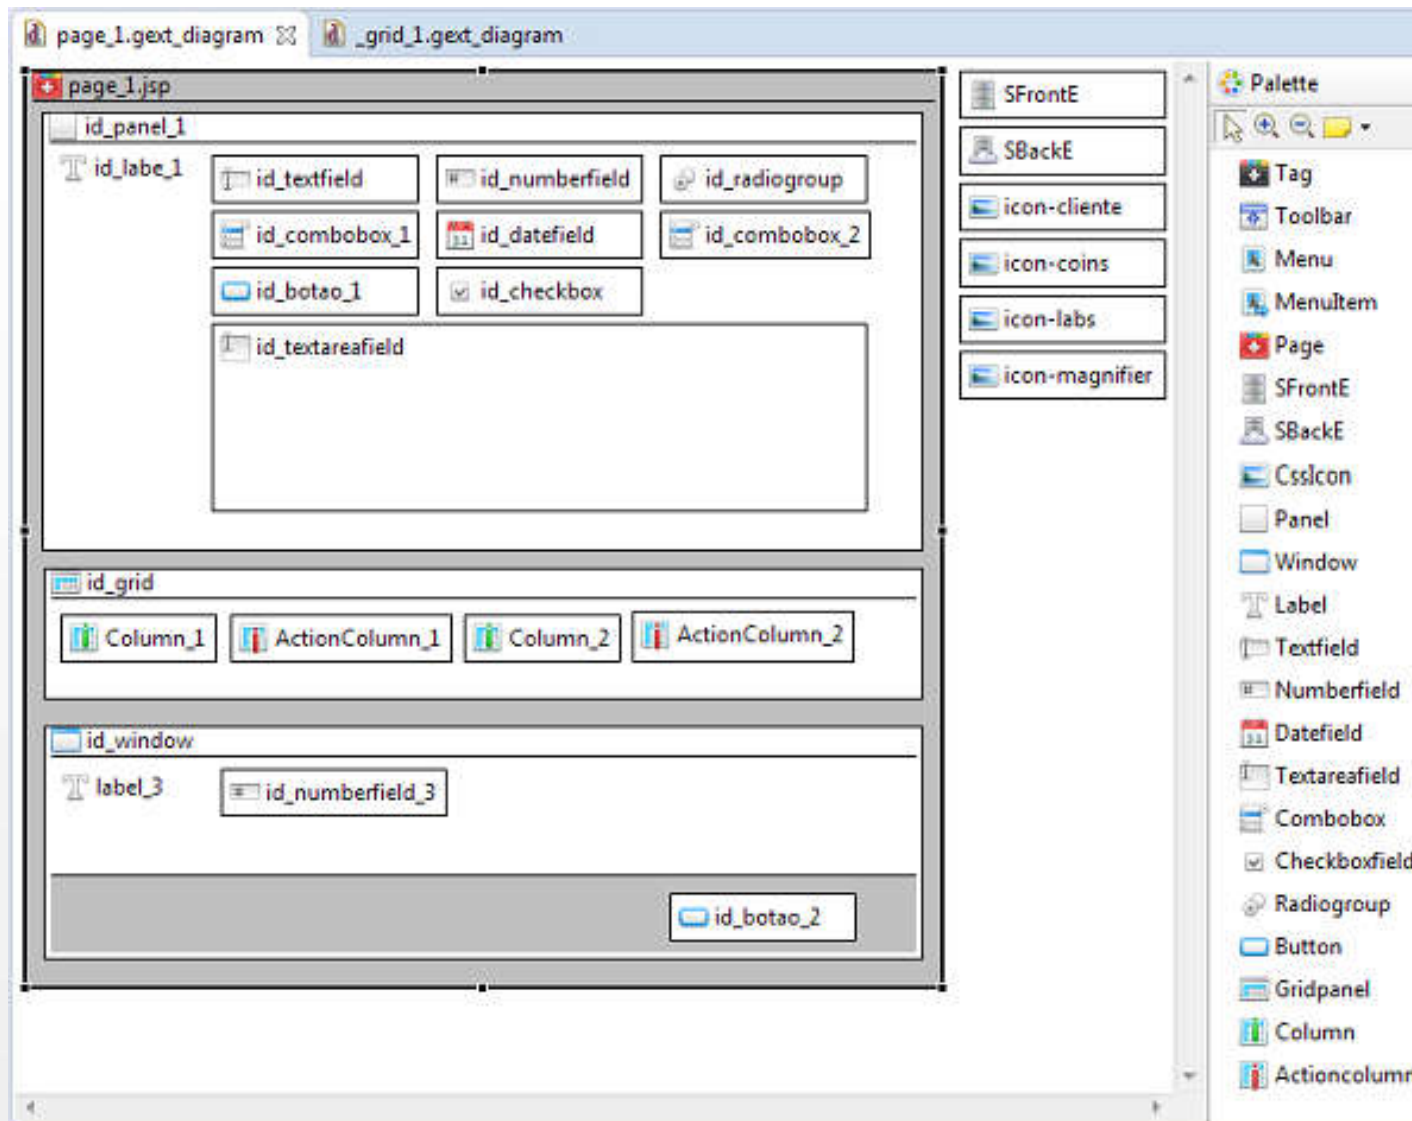 page_1.gext_diagram
_grid_1.gext_diagram
page_1.jsp
id_panel_1
id_labe_1
id_textfield
id_numberfield
id_radiogroup
id_combobox_1
id_datefield
id_combobox_2
id_botao_1
id_checkbox
id_textareafield
id_grid
Column_1
ActionColumn_1
Column_2
ActionColumn_2
id_window
label_3
id_numberfield_3
id_botao_2
SFrontE
SBackE
icon-cliente
icon-coins
icon-labs
icon-magnifier
Palette
Tag
Toolbar
Menu
MenuItem
Page
SFrontE
SBackE
CssIcon
Panel
Window
Label
Textfield
Numberfield
Datefield
Textareafield
Combobox
Checkboxfield
Radiogroup
Button
Gridpanel
Column
Actioncolumn